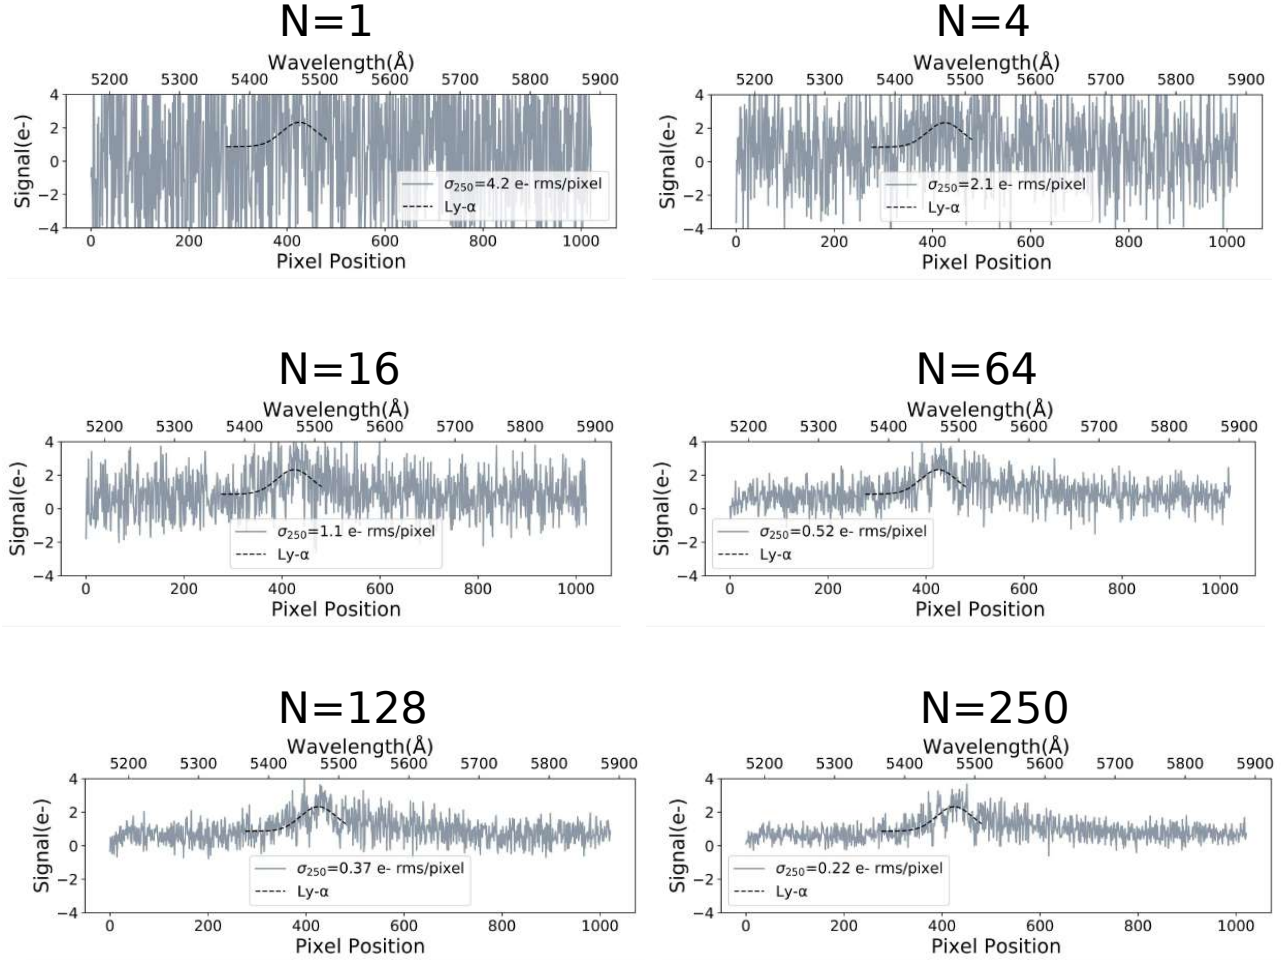 N=1
Wavelength(Å)
5200 5300 5400 5500 5600 5700 5800 5900
4
2
0
−2
−4
Signal(e-)
σ250=4.2 e- rms/pixel
Ly-α
0 200 400 600 800 1000
Pixel Position
N=4
Wavelength(Å)
5200 5300 5400 5500 5600 5700 5800 5900
4
2
0
−2
−4
Signal(e-)
σ250=2.1 e- rms/pixel
Ly-α
0 200 400 600 800 1000
Pixel Position
N=16
Wavelength(Å)
5200 5300 5400 5500 5600 5700 5800 5900
4
2
0
−2
−4
Signal(e-)
σ250=1.1 e- rms/pixel
Ly-α
0 200 400 600 800 1000
Pixel Position
N=64
Wavelength(Å)
5200 5300 5400 5500 5600 5700 5800 5900
4
2
0
−2
−4
Signal(e-)
σ250=0.52 e- rms/pixel
Ly-α
0 200 400 600 800 1000
Pixel Position
N=128
Wavelength(Å)
5200 5300 5400 5500 5600 5700 5800 5900
4
2
0
−2
−4
Signal(e-)
σ250=0.37 e- rms/pixel
Ly-α
0 200 400 600 800 1000
Pixel Position
N=250
Wavelength(Å)
5200 5300 5400 5500 5600 5700 5800 5900
4
2
0
−2
−4
Signal(e-)
σ250=0.22 e- rms/pixel
Ly-α
0 200 400 600 800 1000
Pixel Position